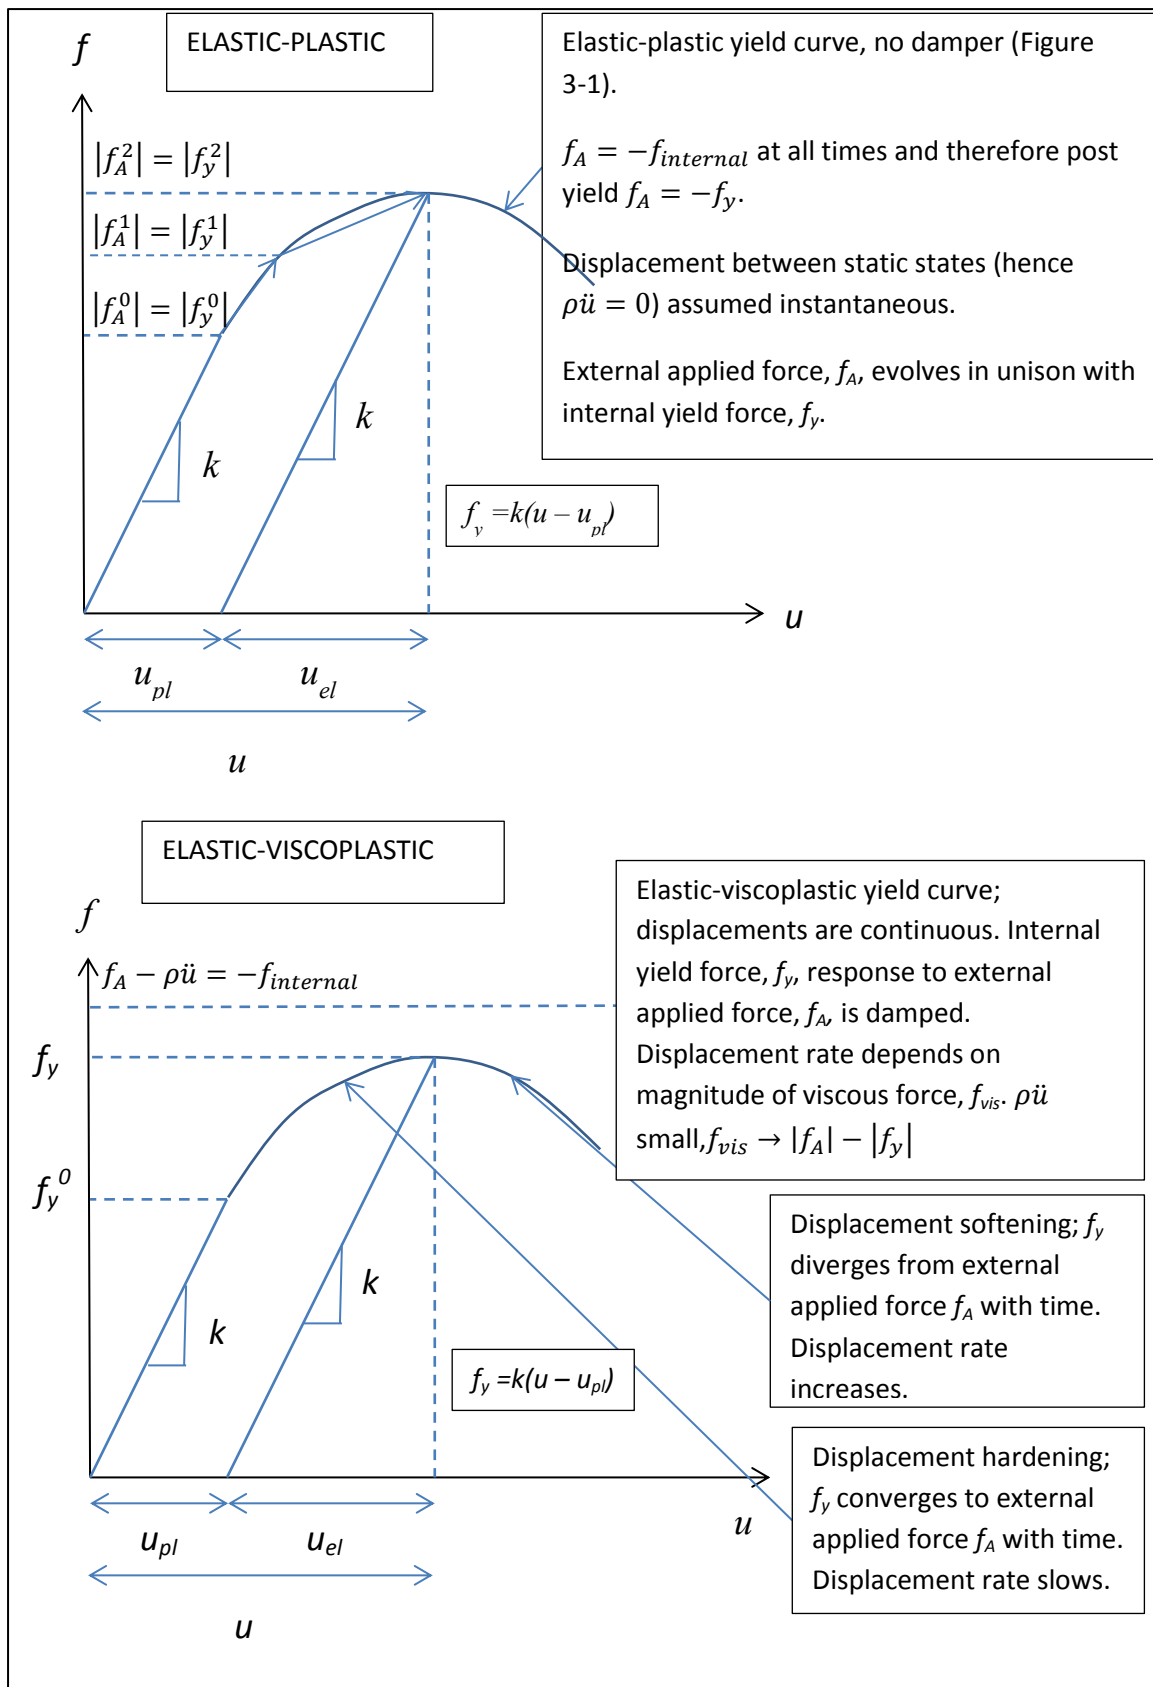 f
ELASTIC-PLASTIC
Elastic-plastic yield curve, no damper (Figure
3-1).
f_A = −f_internal at all times and therefore post
yield f_A = −f_y.
Displacement between static states (hence
ρü = 0) assumed instantaneous.
External applied force, f_A, evolves in unison with
internal yield force, f_y.
|f_A^2| = |f_y^2|
|f_A^1| = |f_y^1|
|f_A^0| = |f_y^0|
k
k
f_y =k(u – u_pl)
u
u_pl
u_el
u
ELASTIC-VISCOPLASTIC
f
Elastic-viscoplastic yield curve;
displacements are continuous. Internal
yield force, f_y, response to external
applied force, f_A, is damped.
Displacement rate depends on
magnitude of viscous force, f_vis. ρü
small,f_vis → |f_A| − |f_y|
f_A − ρü = −f_internal
f_y
f_y^0
k
k
f_y =k(u – u_pl)
Displacement softening; f_y
diverges from external
applied force f_A with time.
Displacement rate
increases.
Displacement hardening;
f_y converges to external
applied force f_A with time.
Displacement rate slows.
u
u_pl
u_el
u